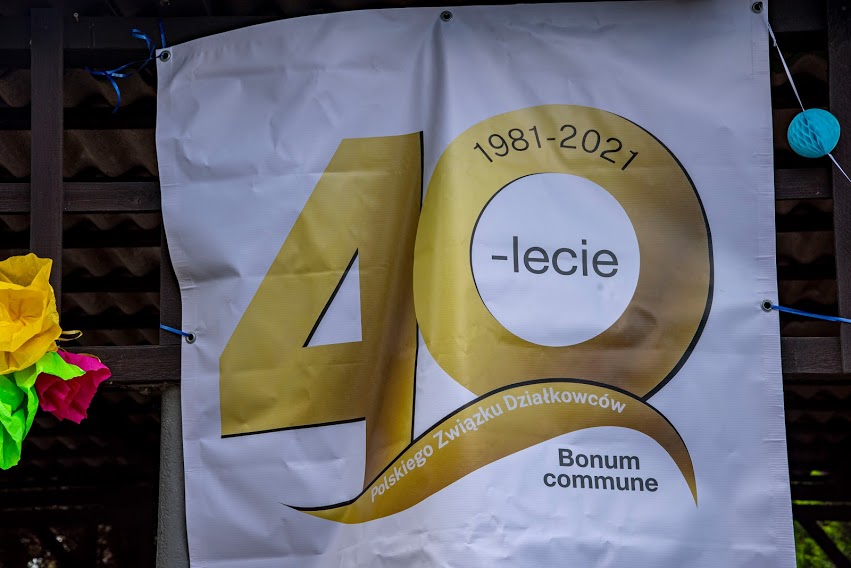 1981-2021
40
-lecie
Polskiego Związku Działkowców
Bonum
commune